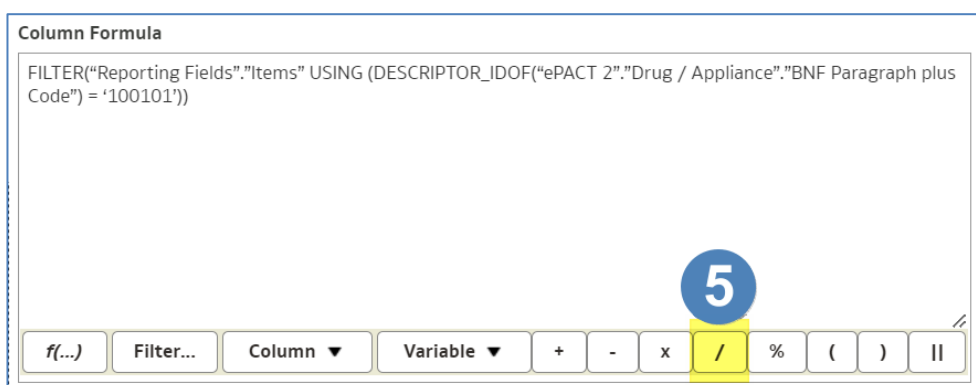 Column Formula
FILTER(“Reporting Fields”.”Items” USING (DESCRIPTOR_IDOF(“ePACT 2”.”Drug / Appliance”.”BNF Paragraph plus
Code”) = ‘100101’))
5
f(...) Filter... Column ▼ Variable ▼ + - x / % ( ) ||